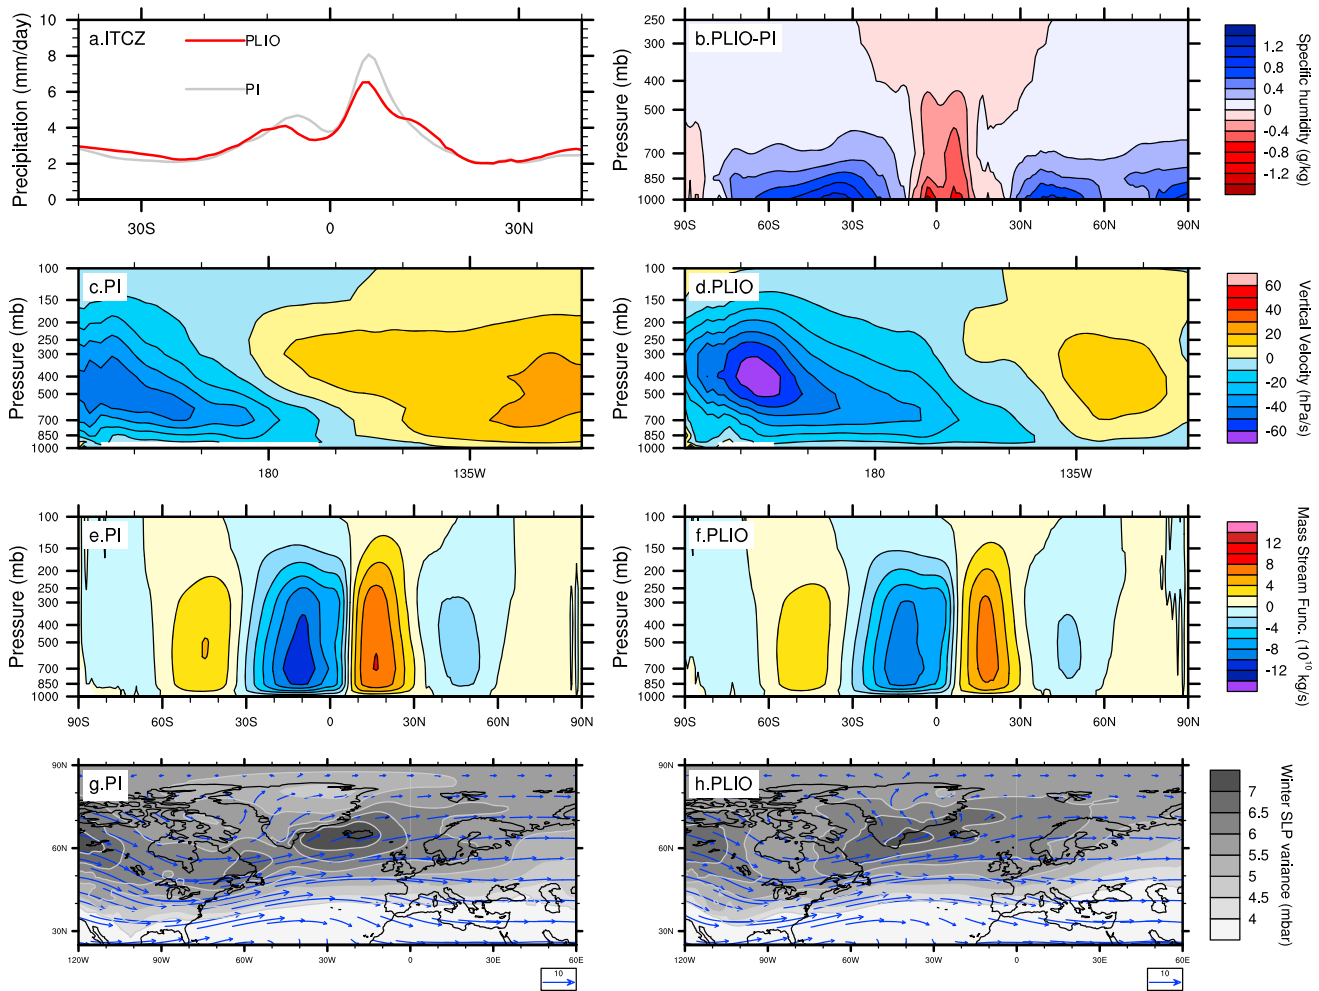 a.ITCZ
PLIO
PI
Precipitation (mm/day)
10
8
6
4
2
0
30S 0 30N
b.PLIO-PI
Pressure (mb)
250
300
400
500
700
850
1000
90S 60S 30S 0 30N 60N 90N
1.2
0.8
0.4
0
-0.4
-0.8
-1.2
Specific humidity (g/kg)
c.PI
Pressure (mb)
100
150
200
250
300
400
500
700
850
1000
180 135W
d.PLIO
Pressure (mb)
100
150
200
250
300
400
500
700
850
1000
180 135W
60
40
20
0
-20
-40
-60
Vertical Velocity (hPa/s)
e.PI
Pressure (mb)
100
150
200
250
300
400
500
700
850
1000
90S 60S 30S 0 30N 60N 90N
f.PLIO
Pressure (mb)
100
150
200
250
300
400
500
700
850
1000
90S 60S 30S 0 30N 60N 90N
12
8
4
0
-4
-8
-12
Mass Stream Func. (10^10 kg/s)
g.PI
90N
60N
30N
120W 90W 60W 30W 0 30E 60E
10
h.PLIO
90N
60N
30N
120W 90W 60W 30W 0 30E 60E
10
7
6.5
6
5.5
5
4.5
4
Winter SLP variance (mbar)